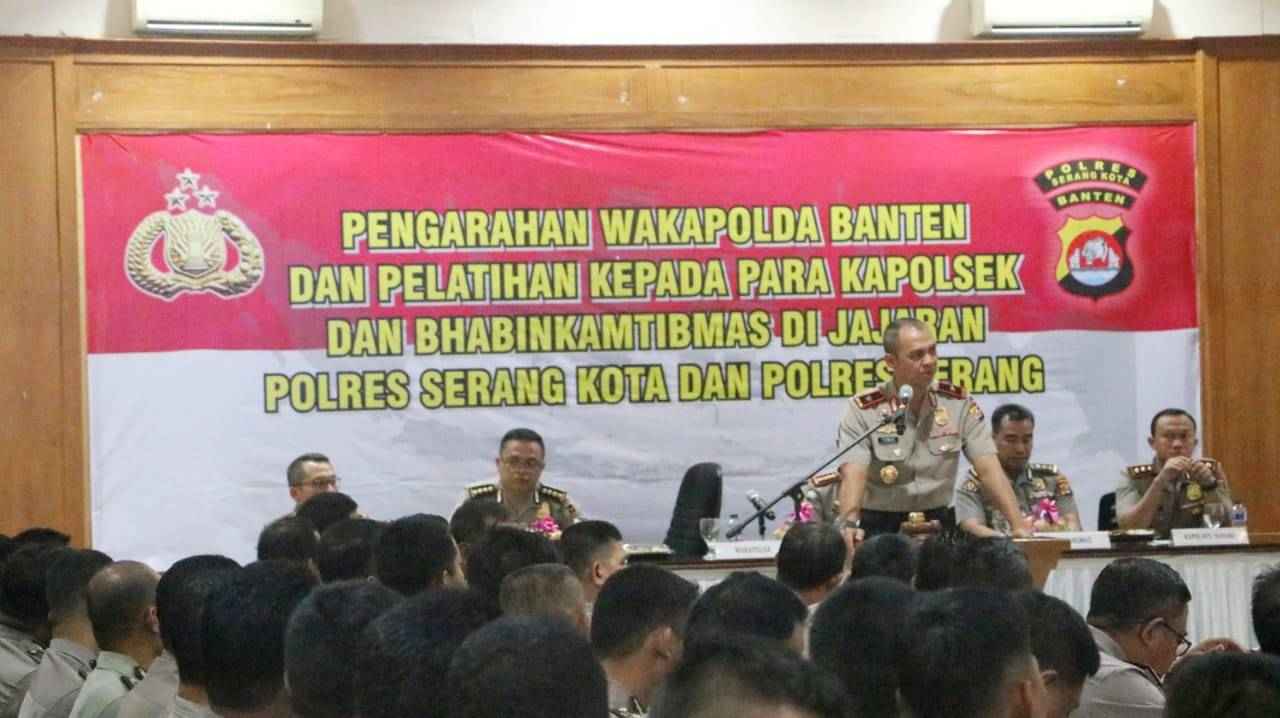 POLRES
SERANG KOTA
BANTEN
PENGARAHAN WAKAPOLDA BANTEN
DAN PELATIHAN KEPADA PARA KAPOLSEK
DAN BHABINKAMTIBMAS DI JAJARAN
POLRES SERANG KOTA DAN POLRES SERANG
WAKAPOLDA